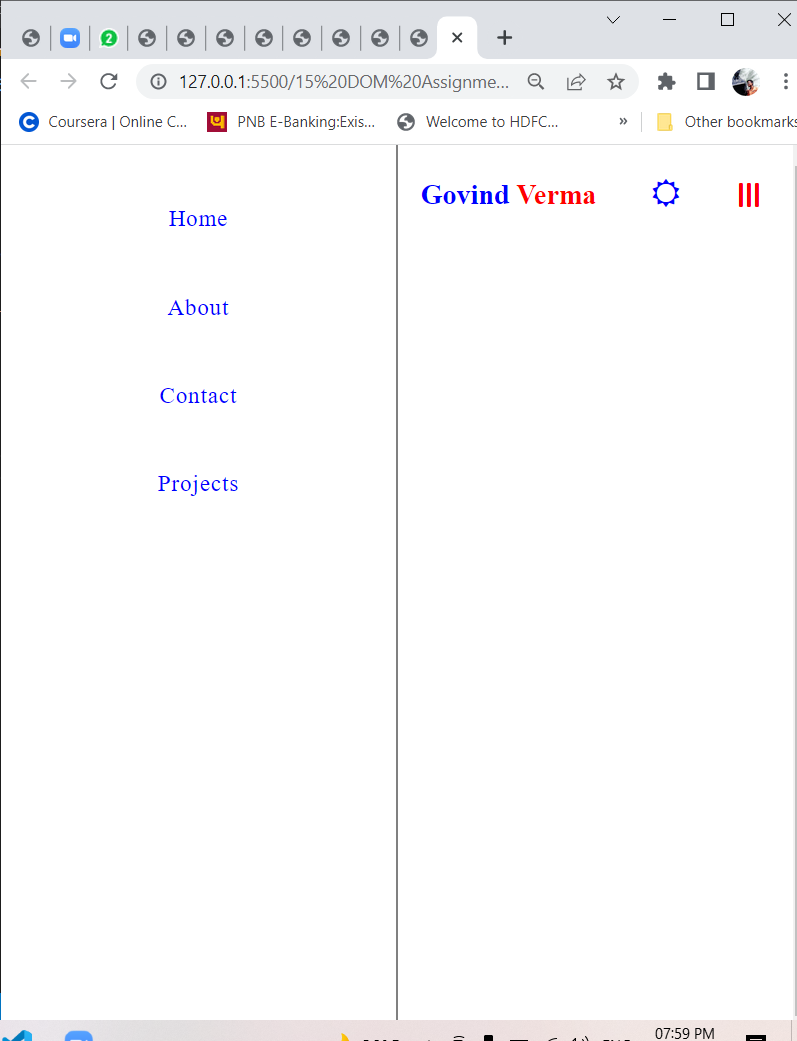 2
127.0.0.1:5500/15%20DOM%20Assignme...
Coursera | Online C... PNB E-Banking:Exis... Welcome to HDFC... » Other bookmarks
Govind Verma
Home
About
Contact
Projects
07:59 PM